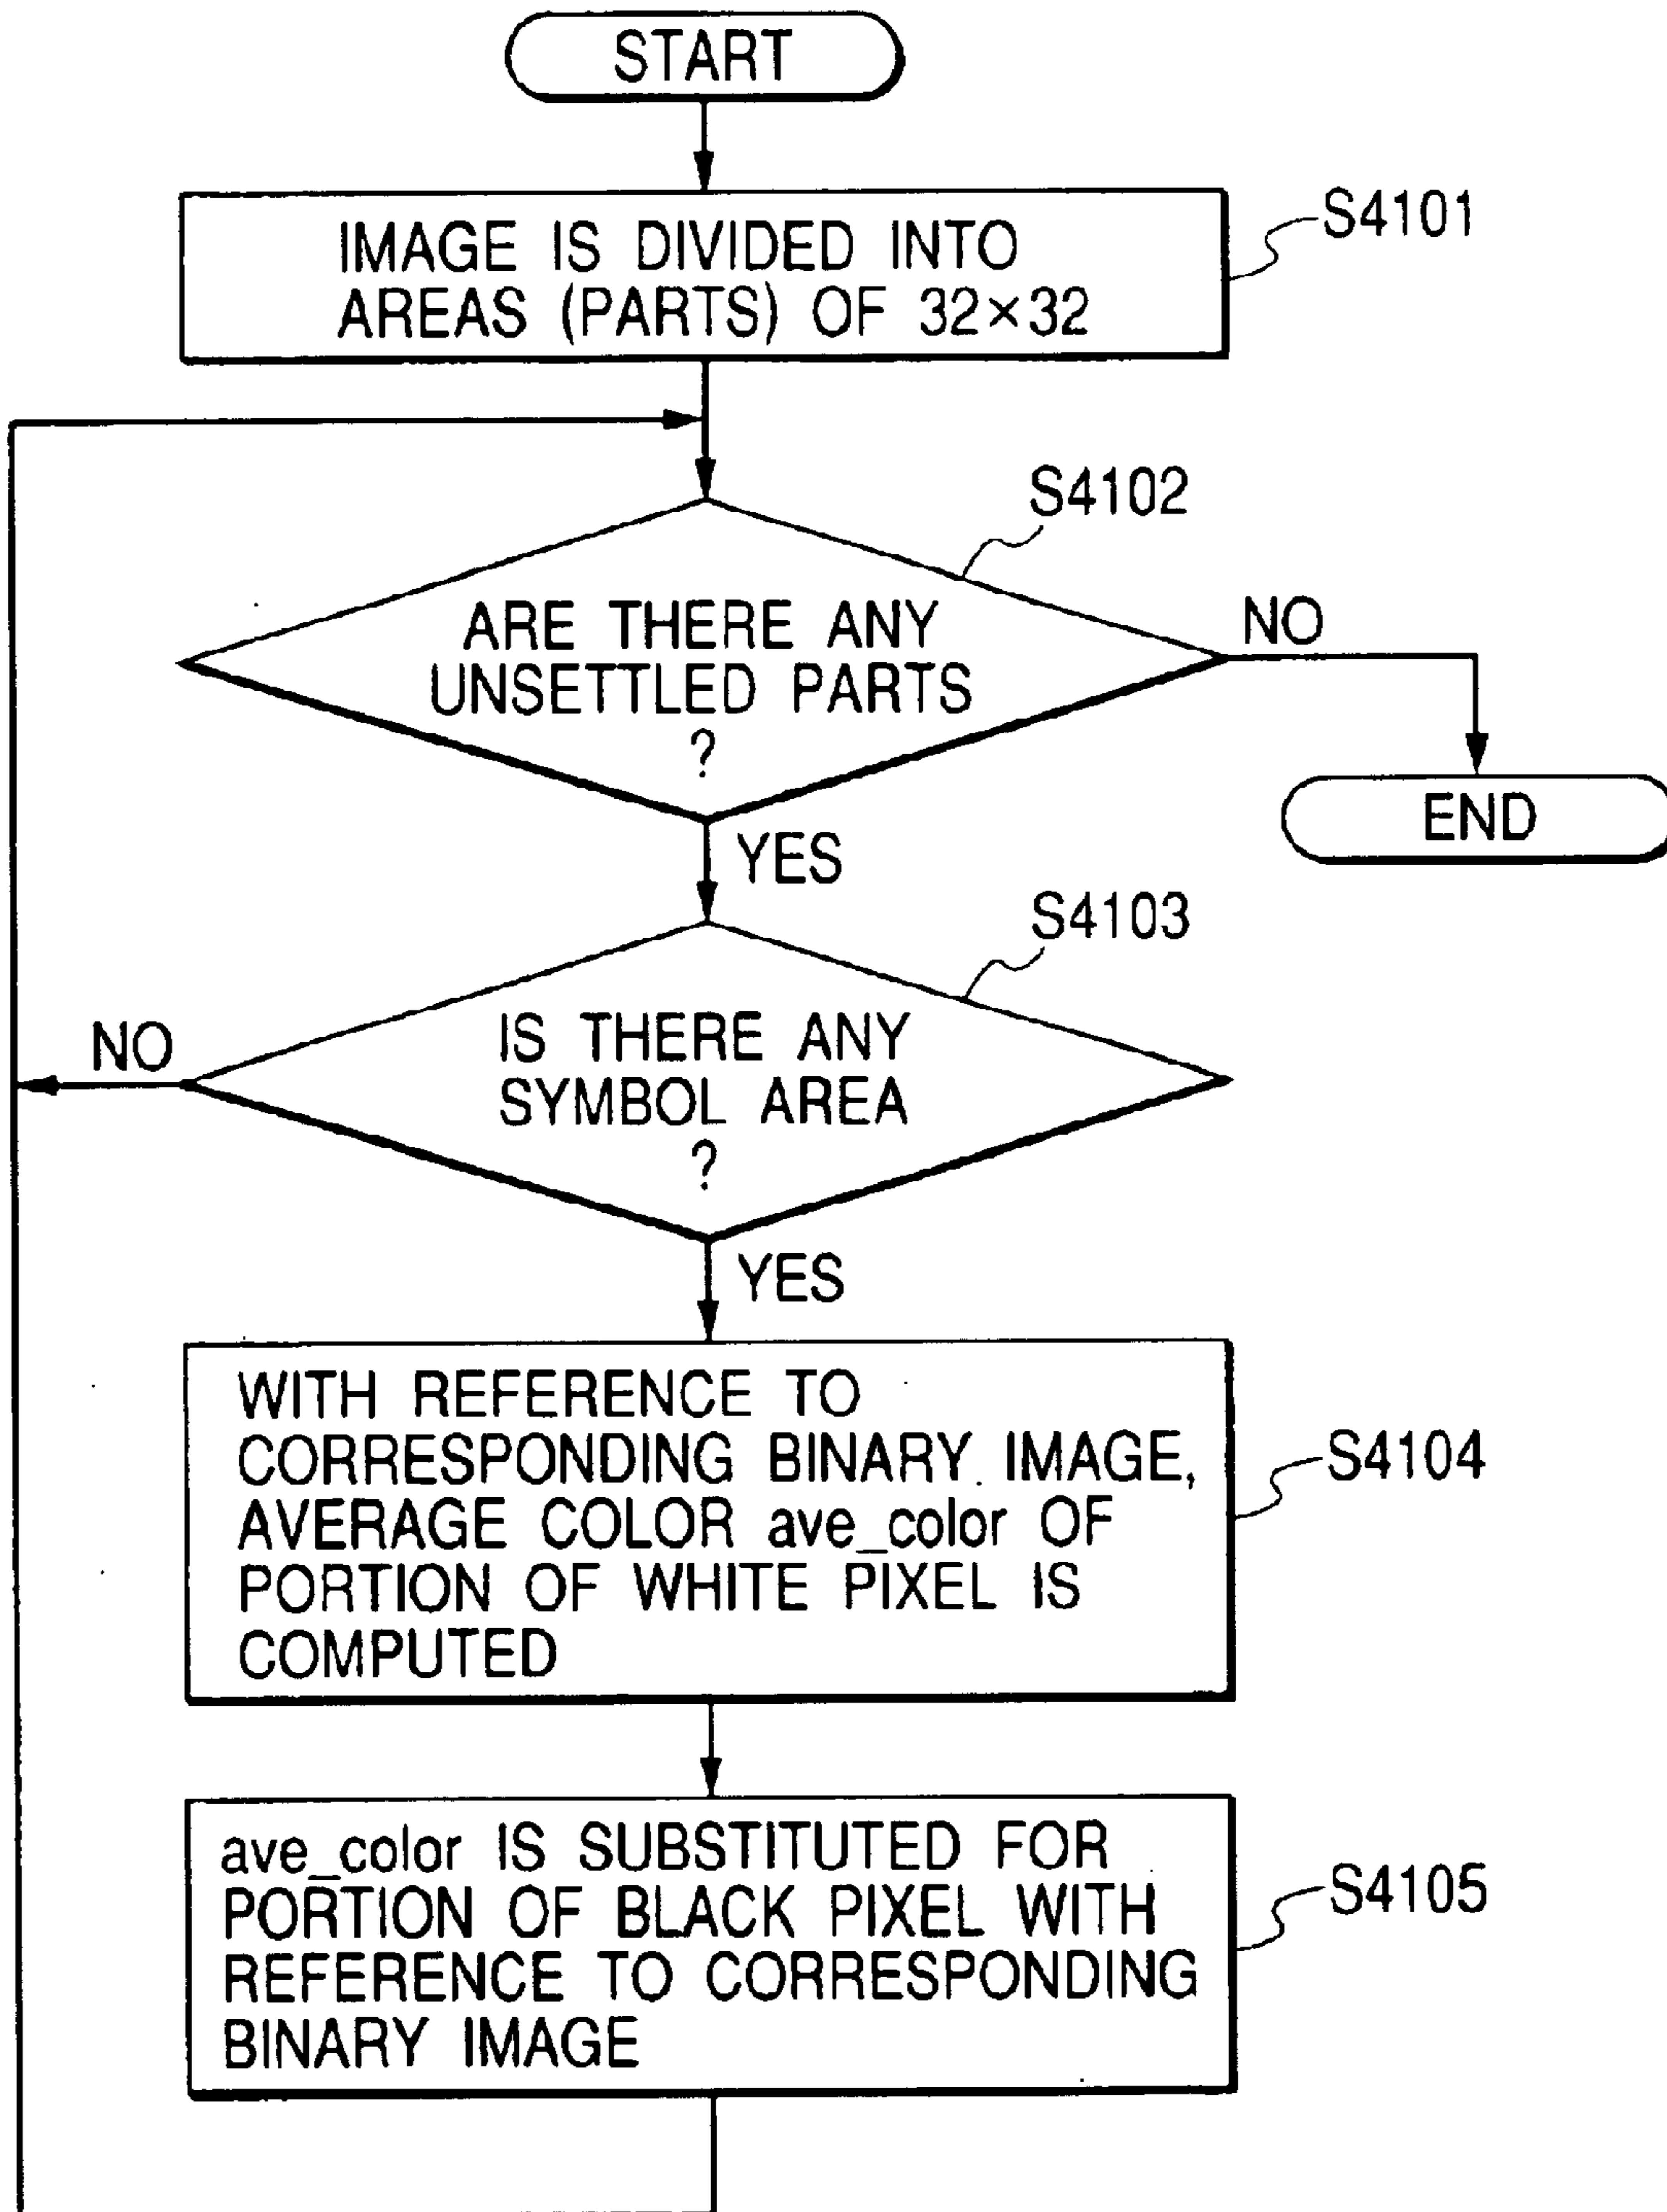 START
IMAGE IS DIVIDED INTO
AREAS (PARTS) OF 32×32
S4101
S4102
ARE THERE ANY
UNSETTLED PARTS
?
NO
END
YES
S4103
IS THERE ANY
SYMBOL AREA
?
NO
YES
WITH REFERENCE TO
CORRESPONDING BINARY IMAGE,
AVERAGE COLOR ave_color OF
PORTION OF WHITE PIXEL IS
COMPUTED
S4104
ave_color IS SUBSTITUTED FOR
PORTION OF BLACK PIXEL WITH
REFERENCE TO CORRESPONDING
BINARY IMAGE
S4105